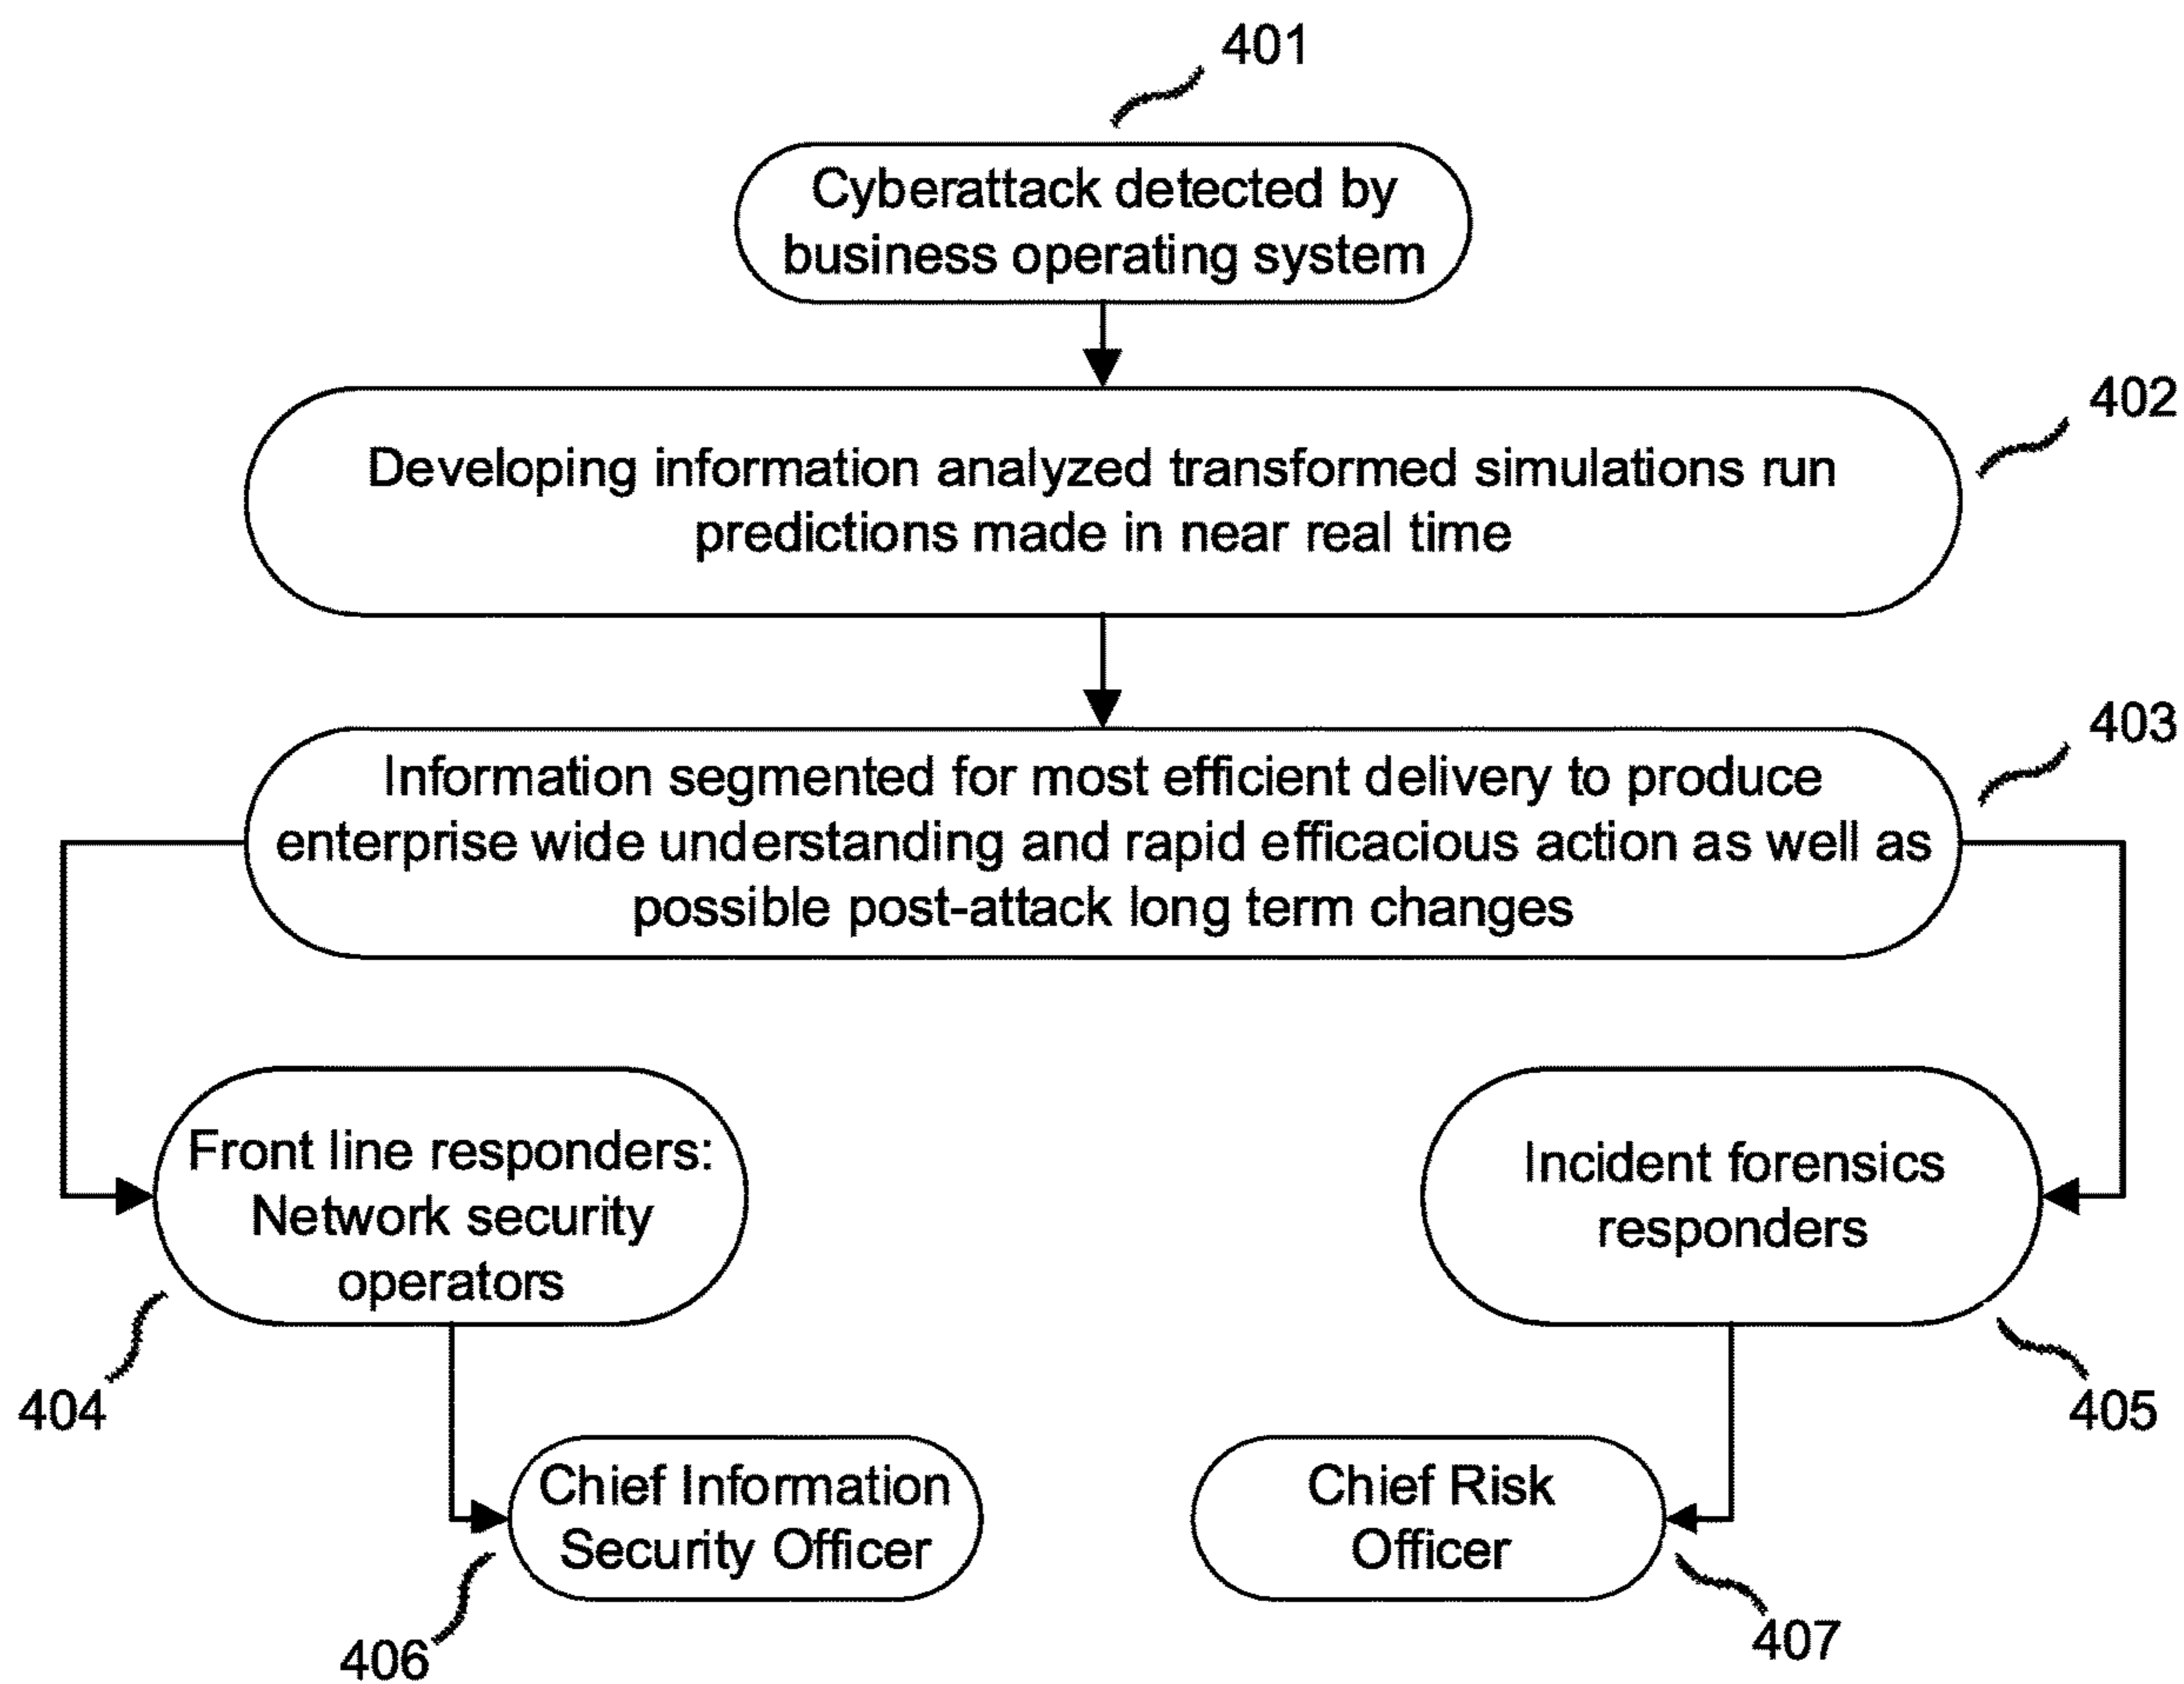 401
Cyberattack detected by
business operating system
402
Developing information analyzed transformed simulations run
predictions made in near real time
403
Information segmented for most efficient delivery to produce
enterprise wide understanding and rapid efficacious action as well as
possible post-attack long term changes
Front line responders:
Network security
operators
404
Incident forensics
responders
405
Chief Information
Security Officer
406
Chief Risk
Officer
407